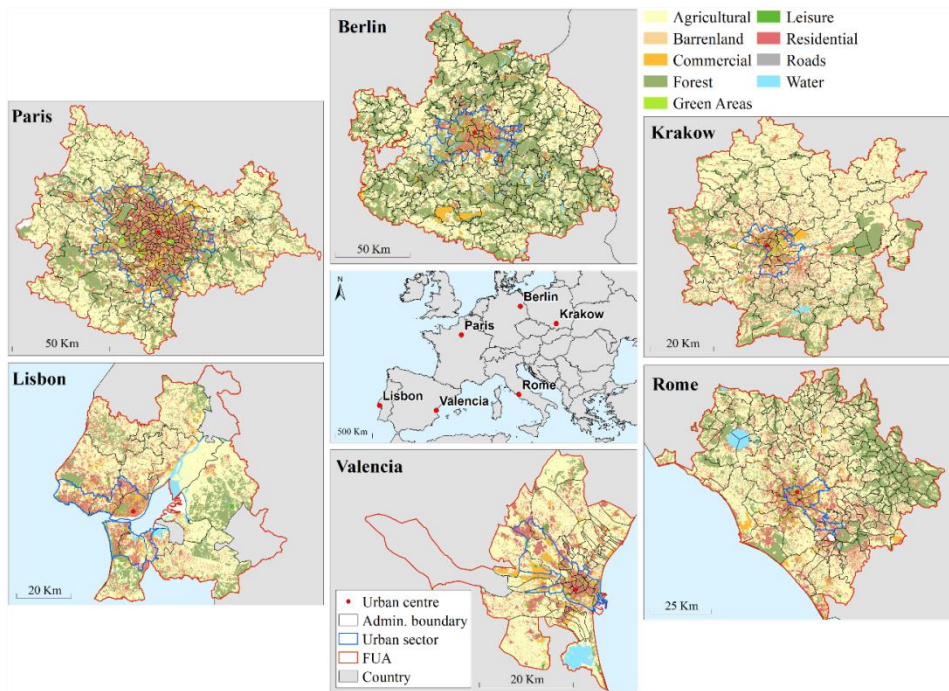 Berlin
50 Km
Agricultural
Barrenland
Commercial
Forest
Green Areas
Leisure
Residential
Roads
Water
Paris
50 Km
Krakow
20 Km
N
Berlin
Krakow
Paris
Lisbon
Valencia
Rome
500 Km
Lisbon
20 Km
Valencia
Urban centre
Admin. boundary
Urban sector
FUA
Country
20 Km
Rome
25 Km